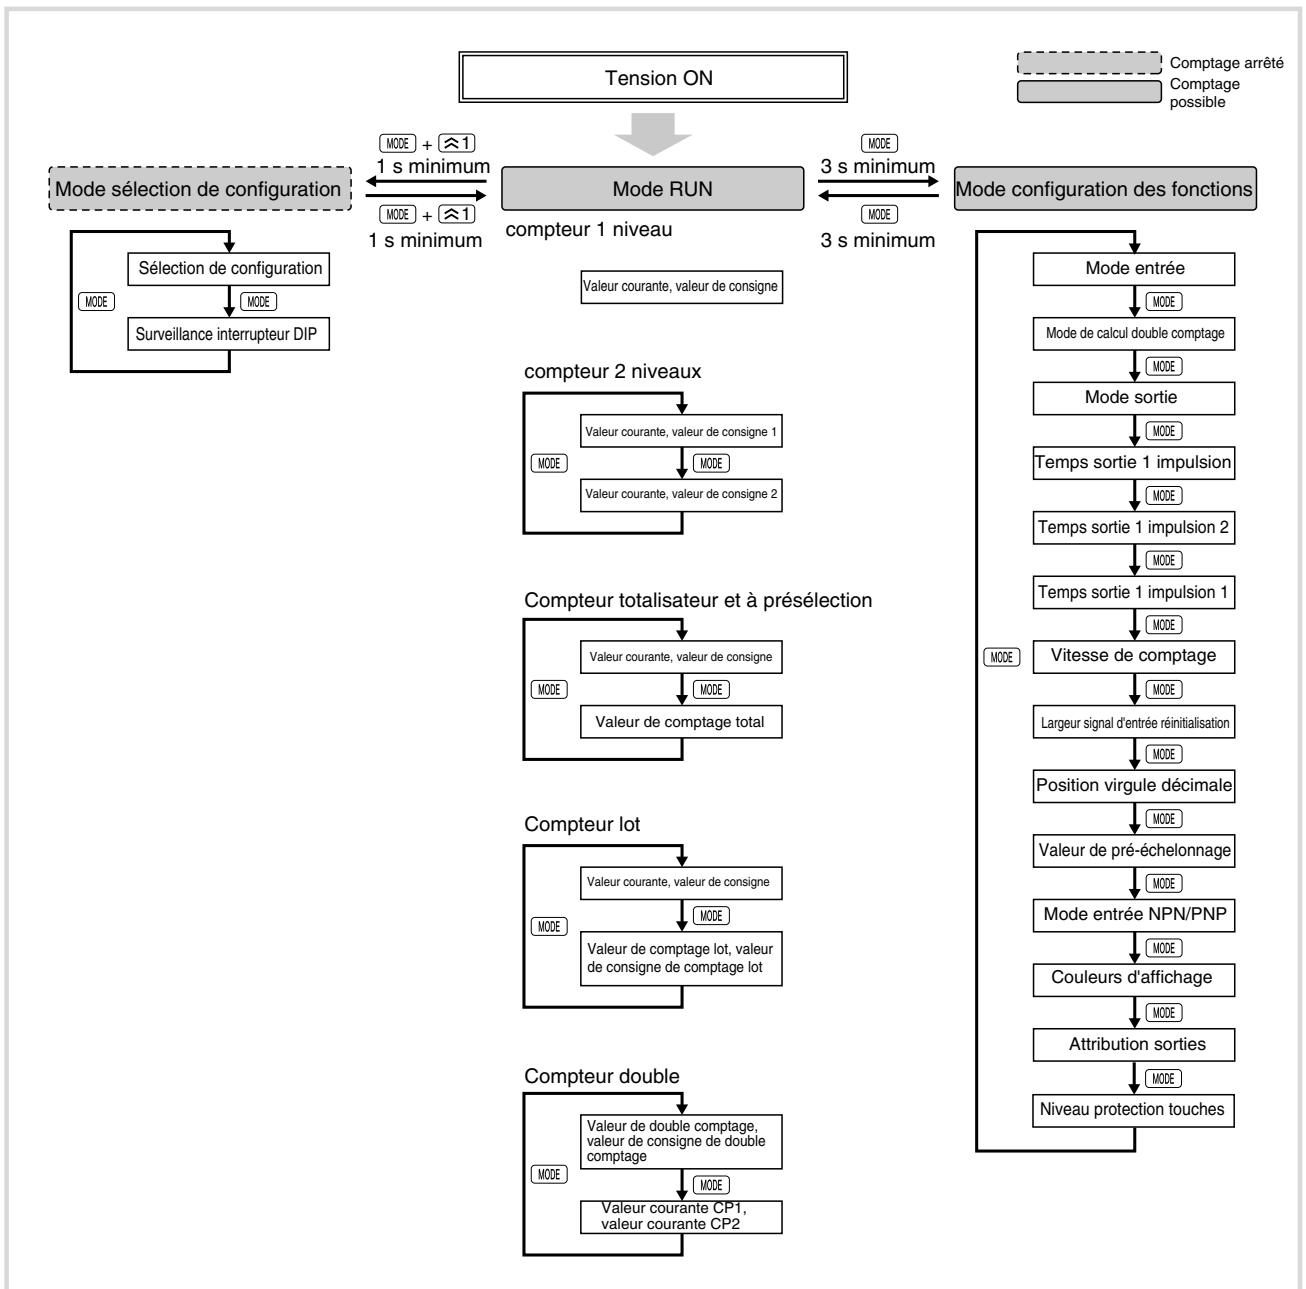 Tension ON
Comptage arrêté
Comptage
possible
MODE + 1
1 s minimum
MODE
3 s minimum
Mode sélection de configuration
Mode RUN
Mode configuration des fonctions
MODE + 1
1 s minimum
MODE
3 s minimum
Sélection de configuration
MODE
MODE
Surveillance interrupteur DIP
compteur 1 niveau
Valeur courante, valeur de consigne
compteur 2 niveaux
Valeur courante, valeur de consigne 1
MODE
MODE
Valeur courante, valeur de consigne 2
Compteur totalisateur et à présélection
Valeur courante, valeur de consigne
MODE
MODE
Valeur de comptage total
Compteur lot
Valeur courante, valeur de consigne
MODE
MODE
Valeur de comptage lot, valeur
de consigne de comptage lot
Compteur double
Valeur de double comptage,
valeur de consigne de double
comptage
MODE
MODE
Valeur courante CP1,
valeur courante CP2
Mode entrée
MODE
Mode de calcul double comptage
MODE
Mode sortie
MODE
Temps sortie 1 impulsion
MODE
Temps sortie 1 impulsion 2
MODE
Temps sortie 1 impulsion 1
MODE
MODE
Vitesse de comptage
MODE
Largeur signal d'entrée réinitialisation
MODE
Position virgule décimale
MODE
Valeur de pré-échelonnage
MODE
Mode entrée NPN/PNP
MODE
Couleurs d'affichage
MODE
Attribution sorties
MODE
Niveau protection touches